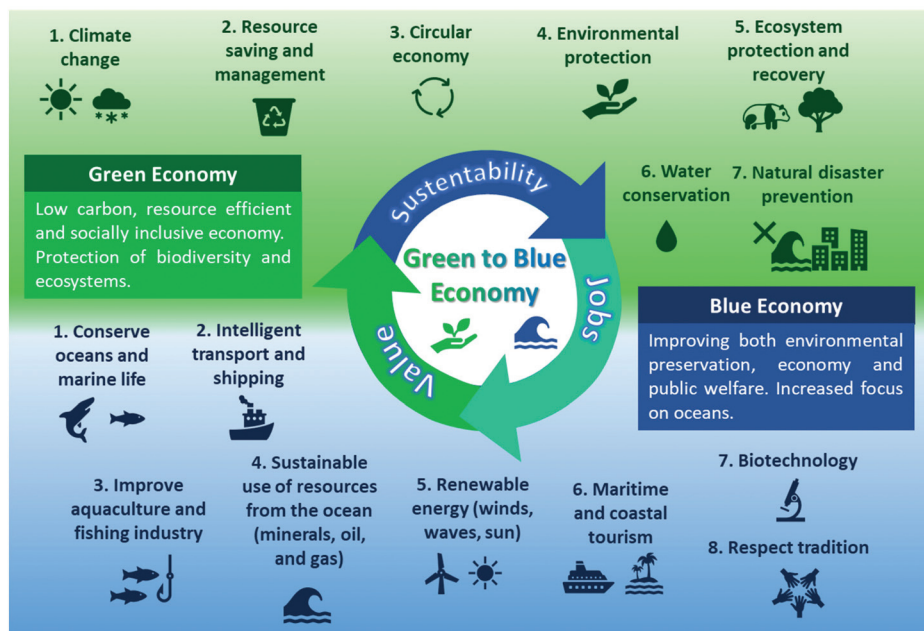 1. Climate
change
2. Resource
saving and
management
3. Circular
economy
4. Environmental
protection
5. Ecosystem
protection and
recovery
Green Economy
Low carbon, resource efficient
and socially inclusive economy.
Protection of biodiversity and
ecosystems.
Sustentability
Jobs
Value
Green to Blue
Economy
6. Water
conservation
7. Natural disaster
prevention
Blue Economy
Improving both environmental
preservation, economy and
public welfare. Increased focus
on oceans.
1. Conserve
oceans and
marine life
2. Intelligent
transport and
shipping
3. Improve
aquaculture and
fishing industry
4. Sustainable
use of resources
from the ocean
(minerals, oil,
and gas)
5. Renewable
energy (winds,
waves, sun)
6. Maritime
and coastal
tourism
7. Biotechnology
8. Respect tradition